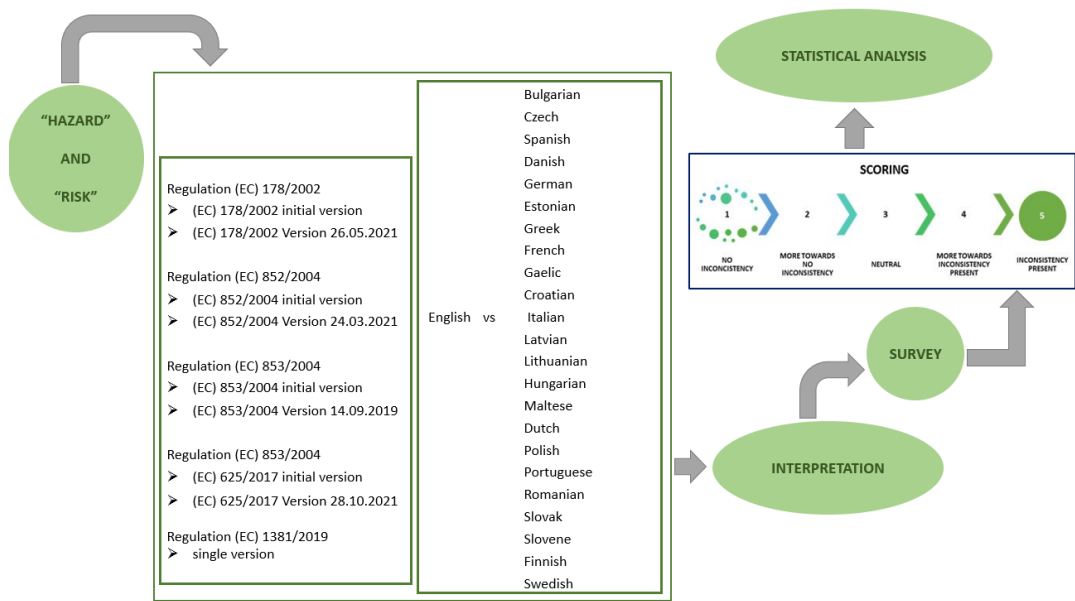 “HAZARD”
AND
“RISK”
Regulation (EC) 178/2002
➤ (EC) 178/2002 initial version
➤ (EC) 178/2002 Version 26.05.2021
Regulation (EC) 852/2004
➤ (EC) 852/2004 initial version
➤ (EC) 852/2004 Version 24.03.2021
Regulation (EC) 853/2004
➤ (EC) 853/2004 initial version
➤ (EC) 853/2004 Version 14.09.2019
Regulation (EC) 853/2004
➤ (EC) 625/2017 initial version
➤ (EC) 625/2017 Version 28.10.2021
Regulation (EC) 1381/2019
➤ single version
English vs
Bulgarian
Czech
Spanish
Danish
German
Estonian
Greek
French
Gaelic
Croatian
Italian
Latvian
Lithuanian
Hungarian
Maltese
Dutch
Polish
Portuguese
Romanian
Slovak
Slovene
Finnish
Swedish
INTERPRETATION
SURVEY
SCORING
1
2
3
4
5
NO
INCONCISTENCY
MORE TOWARDS
NO
INCONSISTENCY
NEUTRAL
MORE TOWARDS
INCONSISTENCY
PRESENT
INCONSISTENCY
PRESENT
STATISTICAL ANALYSIS